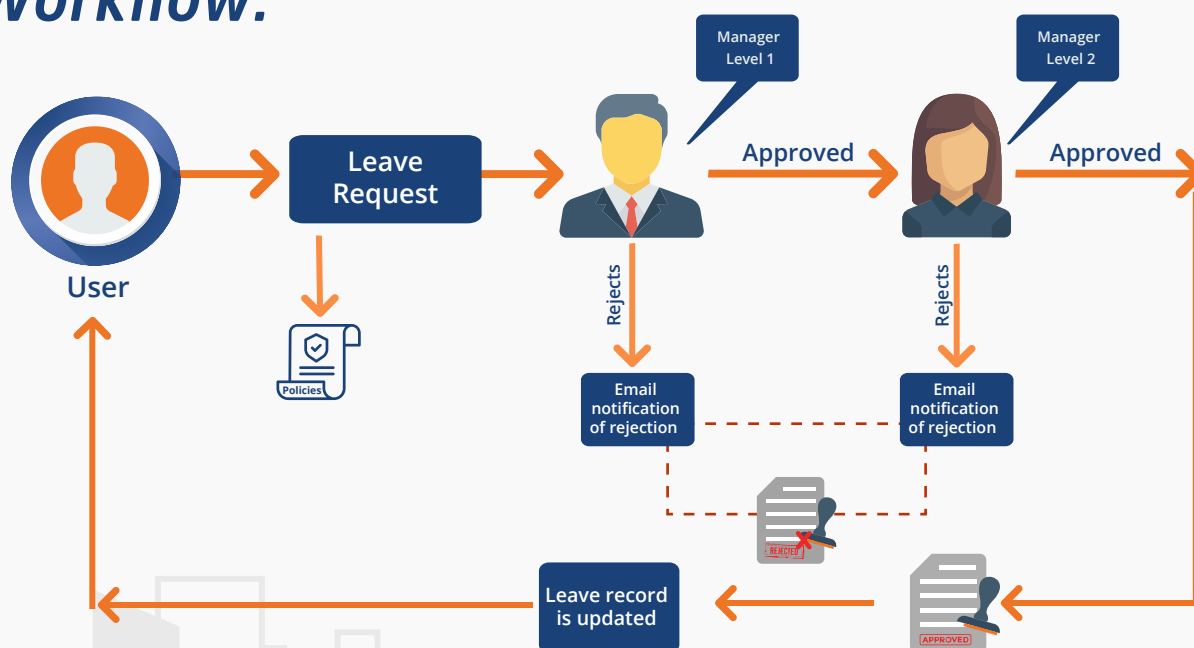 Workflow:
Manager
Level 1
Manager
Level 2
Approved
Approved
Leave
Request
User
Rejects
Rejects
Policies
Email
notification
of rejection
Email
notification
of rejection
REJECTED
Leave record
is updated
APPROVED